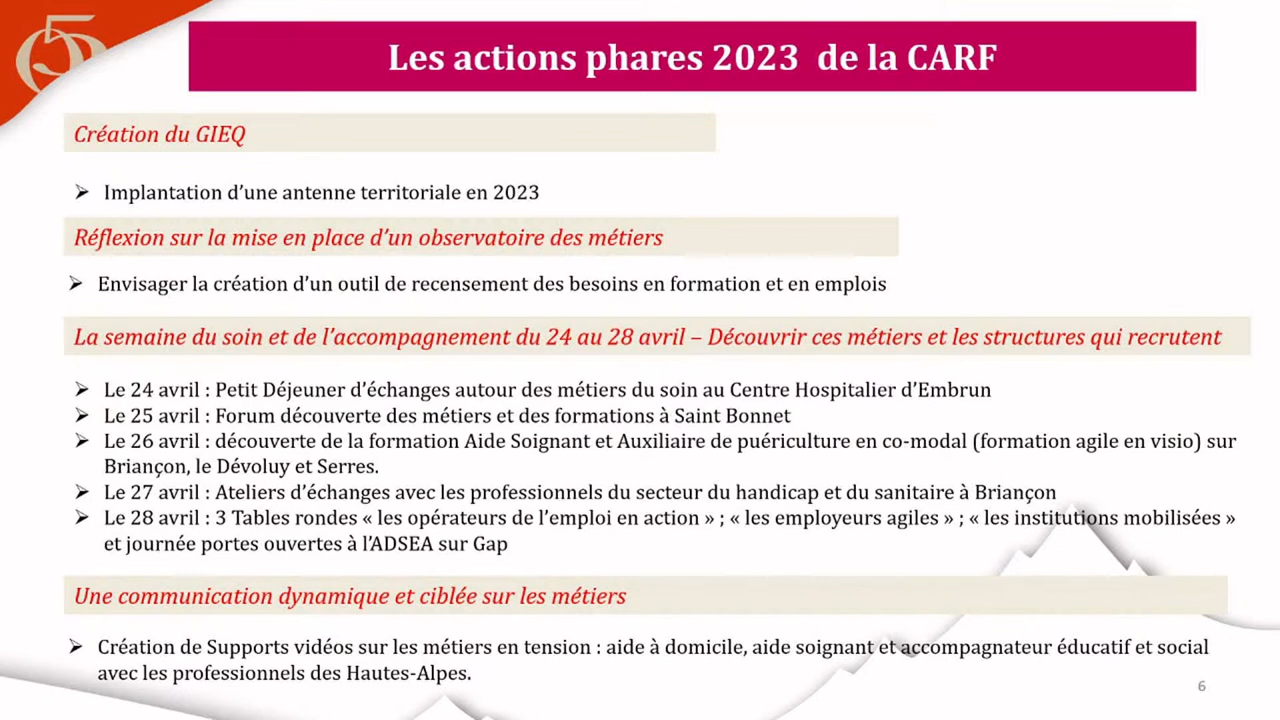 05
Les actions phares 2023 de la CARF
Création du GIEQ
➢ Implantation d’une antenne territoriale en 2023
Réflexion sur la mise en place d’un observatoire des métiers
➢ Envisager la création d’un outil de recensement des besoins en formation et en emplois
La semaine du soin et de l’accompagnement du 24 au 28 avril – Découvrir ces métiers et les structures qui recrutent
➢ Le 24 avril : Petit Déjeuner d’échanges autour des métiers du soin au Centre Hospitalier d’Embrun
➢ Le 25 avril : Forum découverte des métiers et des formations à Saint Bonnet
➢ Le 26 avril : découverte de la formation Aide Soignant et Auxiliaire de puériculture en co-modal (formation agile en visio) sur
Briançon, le Dévoluy et Serres.
➢ Le 27 avril : Ateliers d’échanges avec les professionnels du secteur du handicap et du sanitaire à Briançon
➢ Le 28 avril : 3 Tables rondes « les opérateurs de l’emploi en action » ; « les employeurs agiles » ; « les institutions mobilisées »
et journée portes ouvertes à l’ADSEA sur Gap
Une communication dynamique et ciblée sur les métiers
➢ Création de Supports vidéos sur les métiers en tension : aide à domicile, aide soignant et accompagnateur éducatif et social
avec les professionnels des Hautes-Alpes.
6